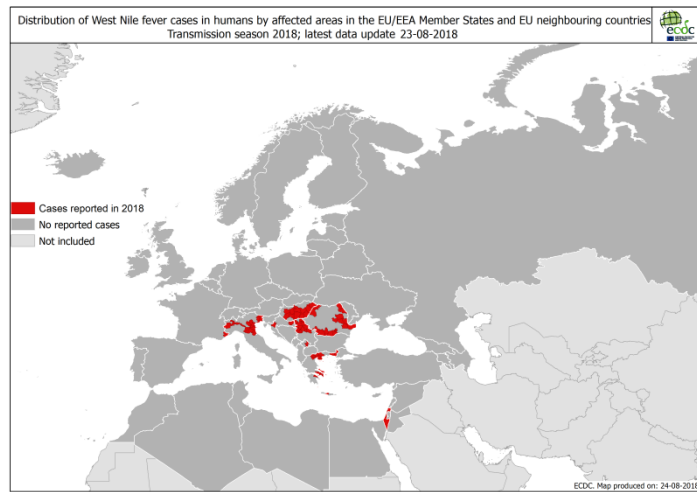 Distribution of West Nile fever cases in humans by affected areas in the EU/EEA Member States and EU neighbouring countries
Transmission season 2018; latest data update 23-08-2018
ecdc
Cases reported in 2018
No reported cases
Not included
ECDC. Map produced on: 24-08-2018